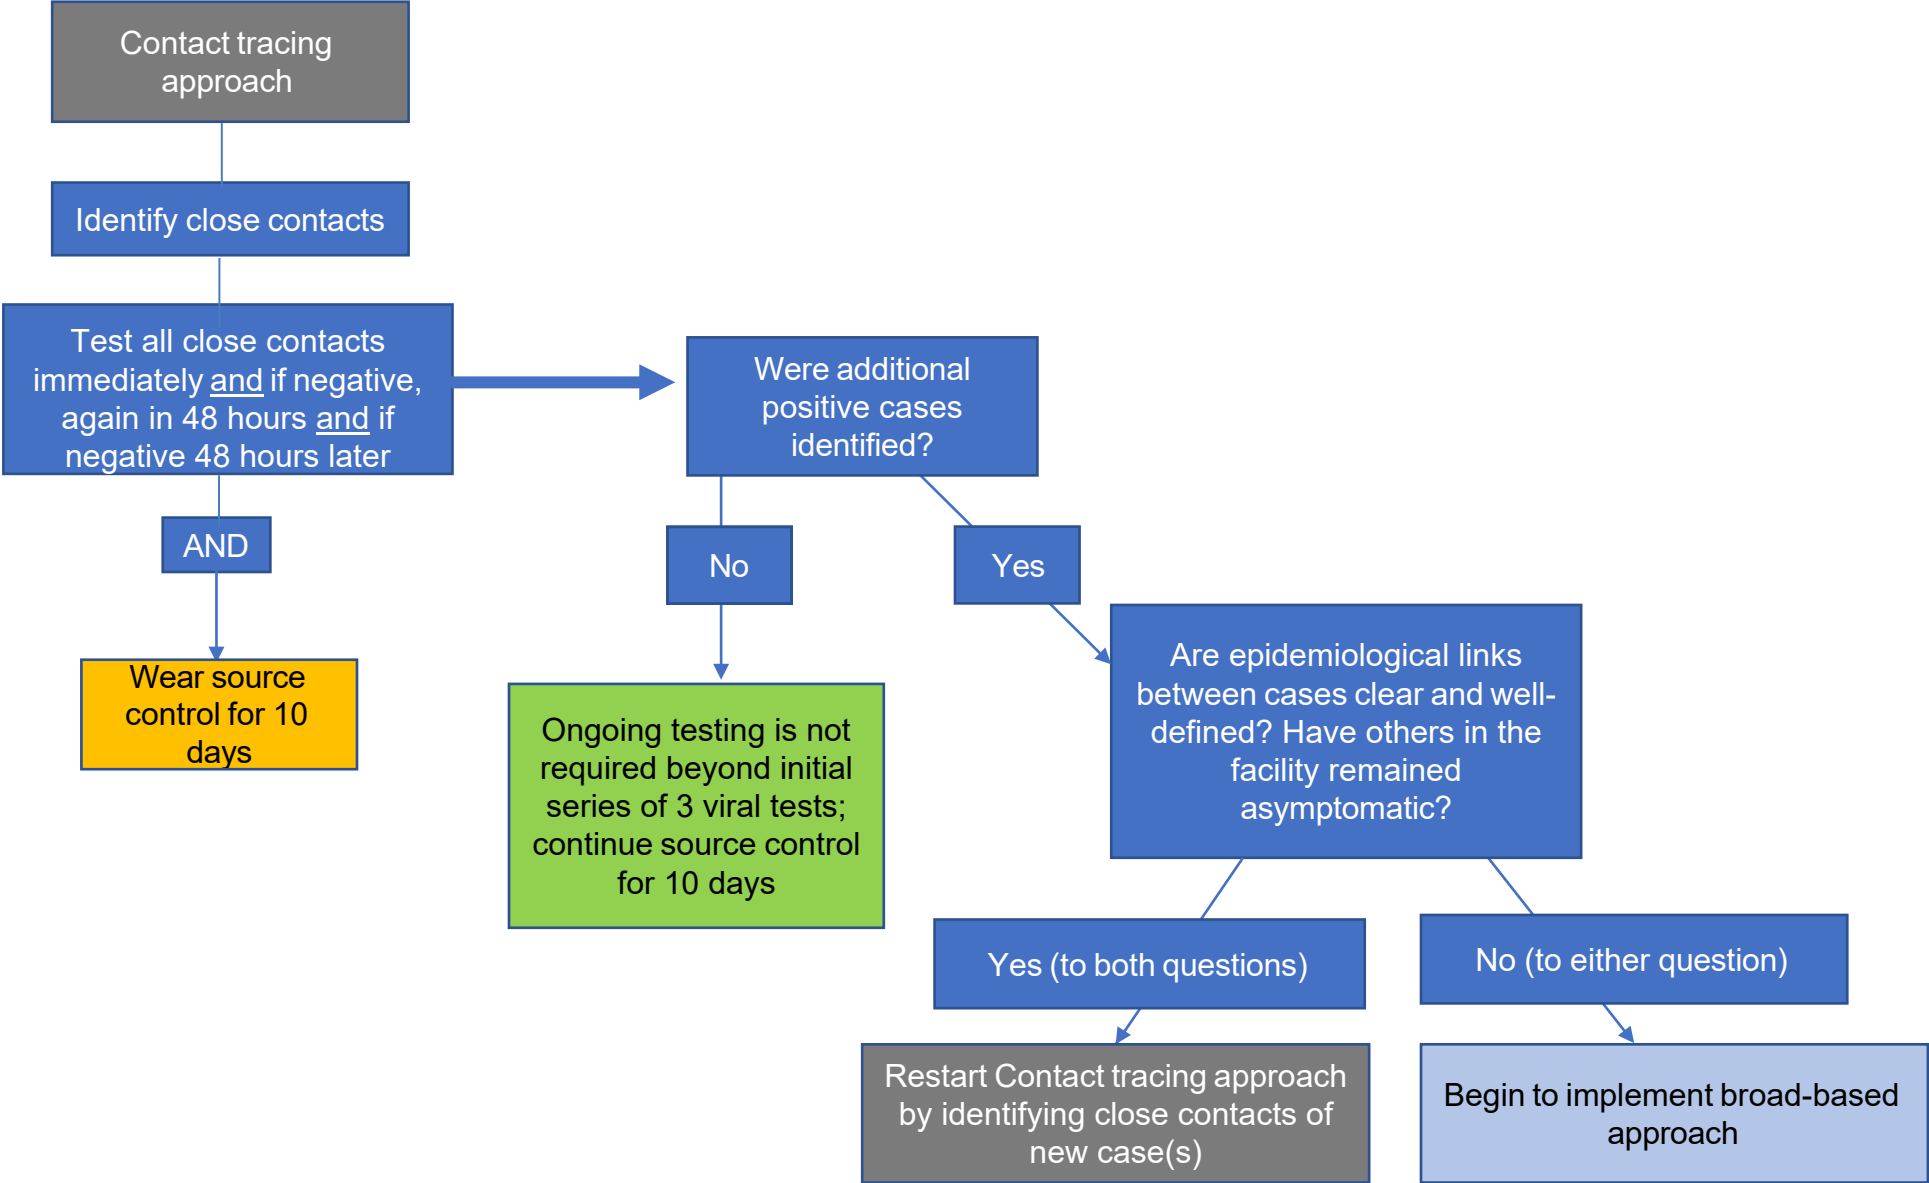 Contact tracing
approach
Identify close contacts
Test all close contacts
immediately and if negative,
again in 48 hours and if
negative 48 hours later
AND
Wear source
control for 10
days
Were additional
positive cases
identified?
No
Yes
Ongoing testing is not
required beyond initial
series of 3 viral tests;
continue source control
for 10 days
Are epidemiological links
between cases clear and well-
defined? Have others in the
facility remained
asymptomatic?
Yes (to both questions)
No (to either question)
Restart Contact tracing approach
by identifying close contacts of
new case(s)
Begin to implement broad-based
approach